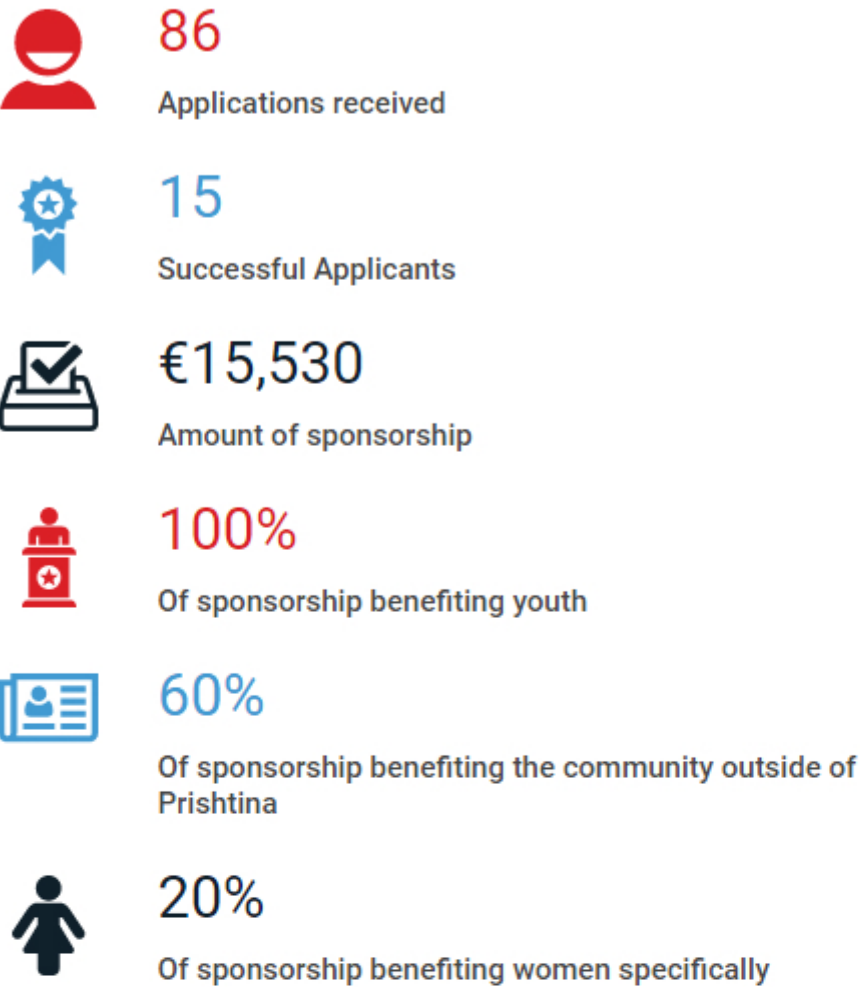 86
Applications received
15
Successful Applicants
€15,530
Amount of sponsorship
100%
Of sponsorship benefiting youth
60%
Of sponsorship benefiting the community outside of
Prishtina
20%
Of sponsorship benefiting women specifically